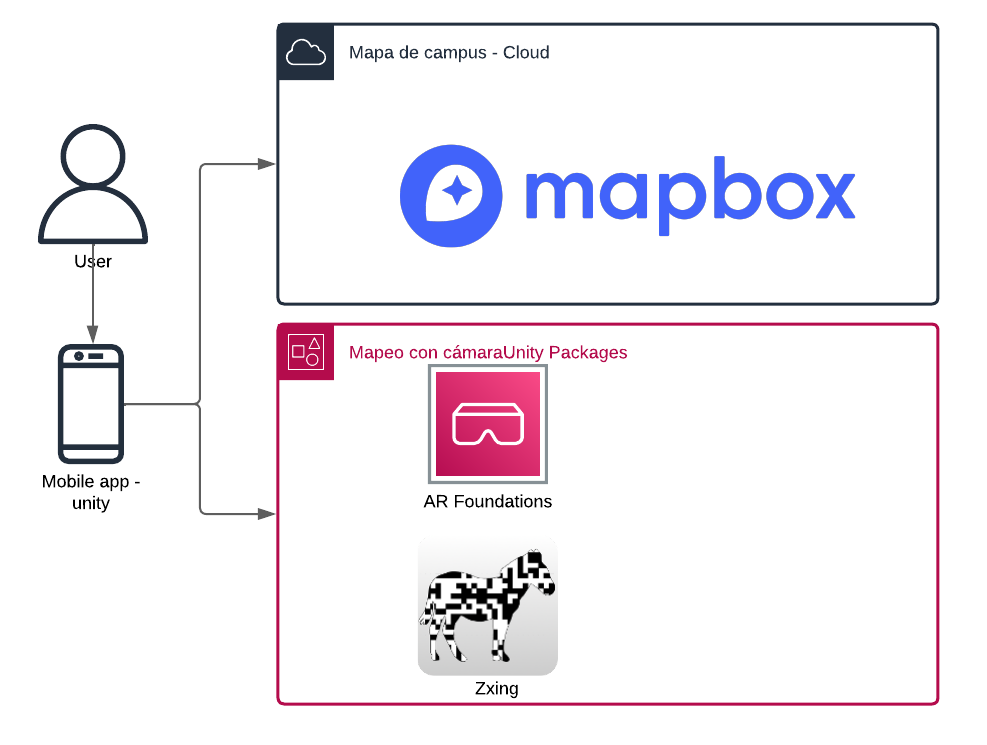 Mapa de campus - Cloud
mapbox
User
Mapeo con cámaraUnity Packages
AR Foundations
Mobile app -
unity
Zxing